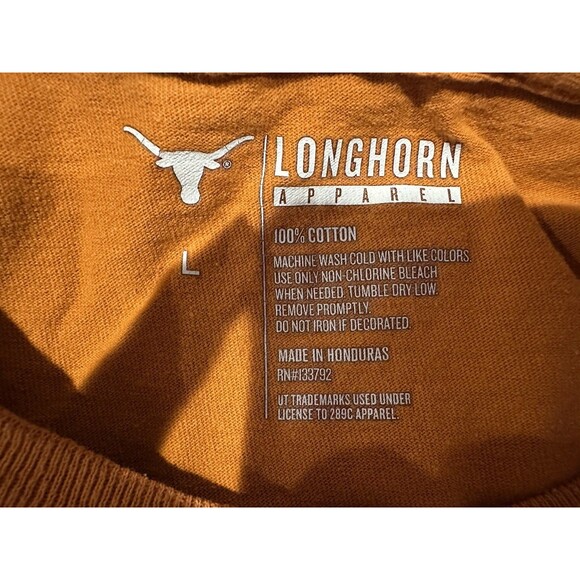 ®
LONGHORN
APPAREL
L
100% COTTON
MACHINE WASH COLD WITH LIKE COLORS.
USE ONLY NON-CHLORINE BLEACH
WHEN NEEDED. TUMBLE DRY LOW.
REMOVE PROMPTLY.
DO NOT IRON IF DECORATED.
MADE IN HONDURAS
RN#133792
UT TRADEMARKS USED UNDER
LICENSE TO 289C APPAREL.